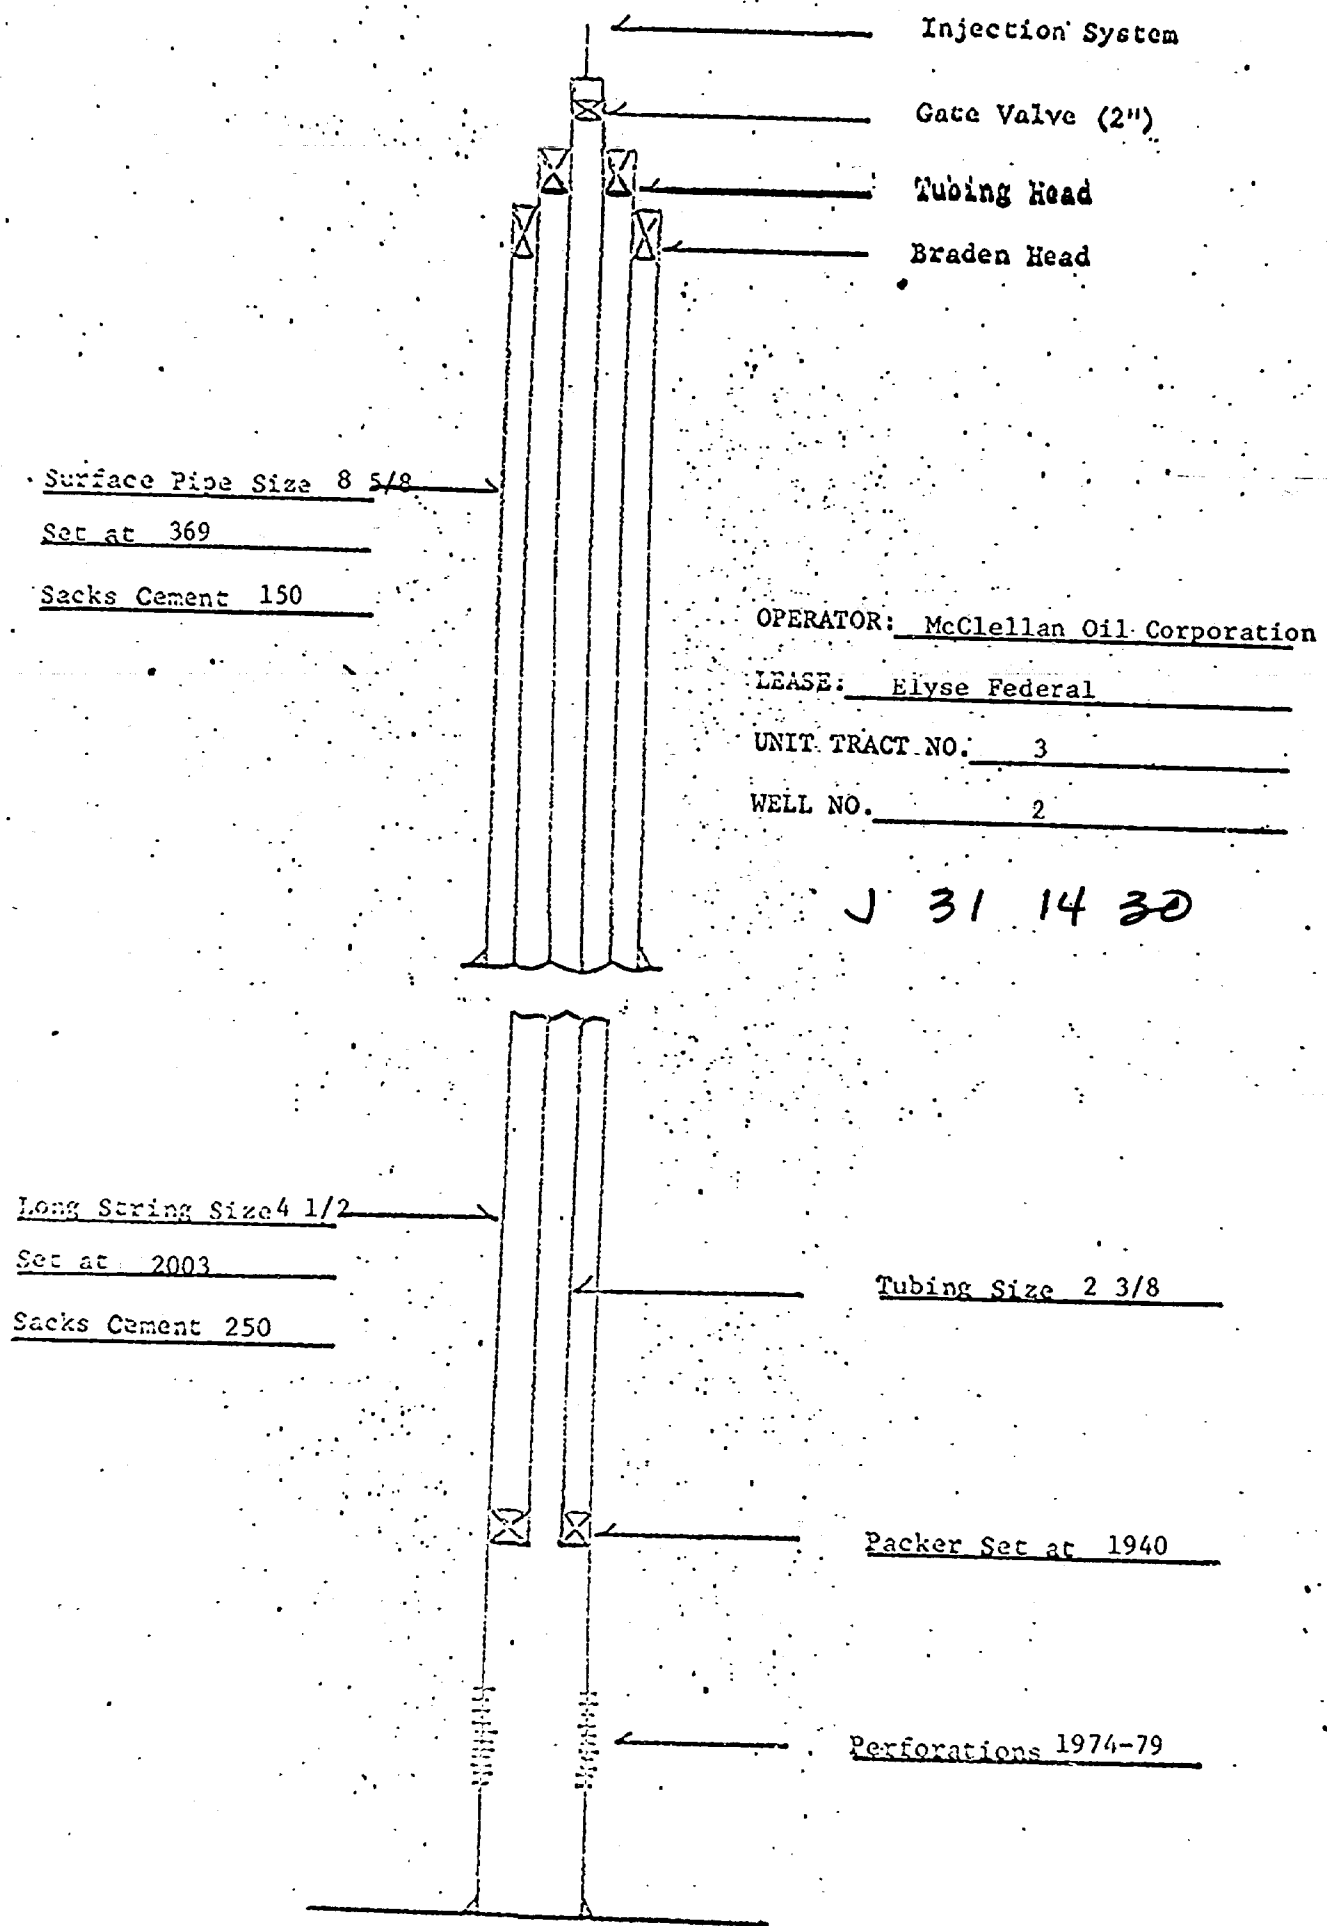 Injection System
Gate Valve (2")
Tubing Head
Braden Head
Surface Pipe Size 8 5/8
Set at 369
Sacks Cement 150
OPERATOR: McClellan Oil Corporation
LEASE: Elyse Federal
UNIT TRACT NO. 3
WELL NO. 2
J 31 14 30
Long String Size 4 1/2
Set at 2003
Sacks Cement 250
Tubing Size 2 3/8
Packer Set at 1940
Perforations 1974-79